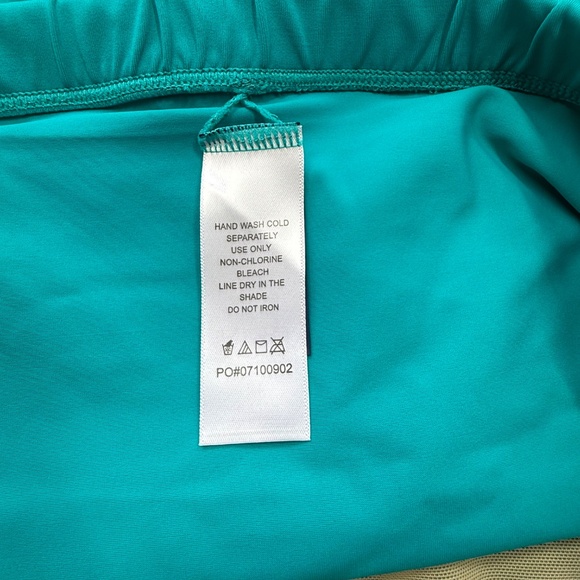 HAND WASH COLD
SEPARATELY
USE ONLY
NON-CHLORINE
BLEACH
LINE DRY IN THE
SHADE
DO NOT IRON
PO#07100902